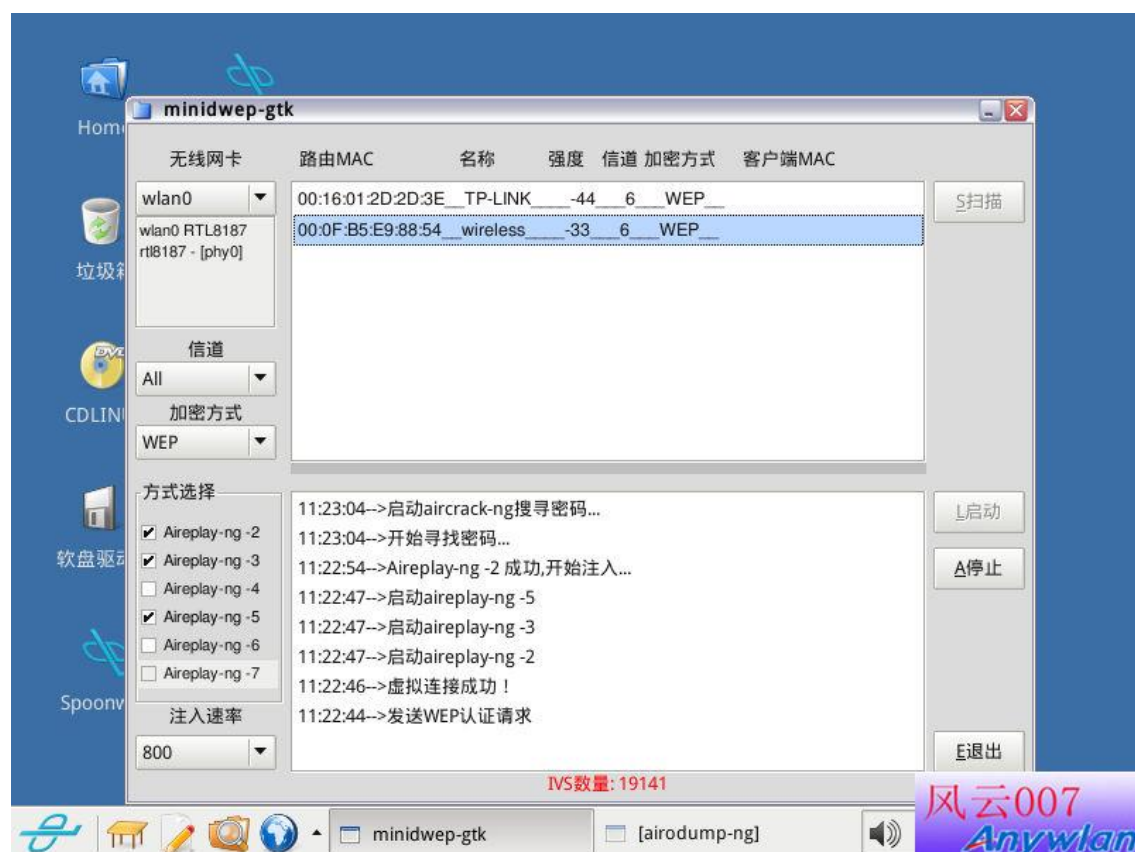 Home
minidwep-gtk
无线网卡 路由MAC 名称 强度 信道 加密方式 客户端MAC
wlan0
wlan0 RTL8187
rtl8187 - [phy0]
00:16:01:2D:2D:3E__TP-LINK____-44___6___WEP__
00:0F:B5:E9:88:54__wireless____-33___6___WEP__
S扫描
垃圾
信道
All
加密方式
WEP
DVD
CDLIN
方式选择
Aireplay-ng -2
Aireplay-ng -3
Aireplay-ng -4
Aireplay-ng -5
Aireplay-ng -6
Aireplay-ng -7
注入速率
800
11:23:04-->启动aircrack-ng搜寻密码...
11:23:04-->开始寻找密码...
11:22:54-->Aireplay-ng -2 成功,开始注入...
11:22:47-->启动aireplay-ng -5
11:22:47-->启动aireplay-ng -3
11:22:47-->启动aireplay-ng -2
11:22:46-->虚拟连接成功！
11:22:44-->发送WEP认证请求
L启动
A停止
E退出
软盘驱
Spoonw
IVS数量: 19141
风云007
Anywlan
minidwep-gtk
[airodump-ng]